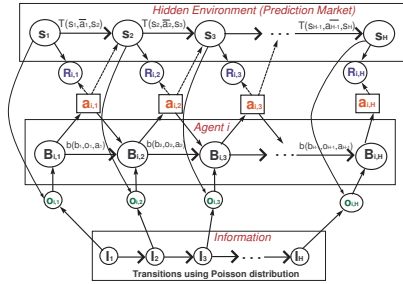 Hidden Environment (Prediction Market)
s1 T(s1,a1,s2) s2 T(s2,a2,s3) s3 ... T(sH-1,aH-1,sH) sH
Ri,1 Ri,2 Ri,3 Ri,H
ai,1 ai,2 ai,3 ai,H
Agent i
Bi,1 b(b1,o1,a1) Bi,2 b(b2,o2,a2) Bi,3 ... b(bH-1,oH-1,aH-1) Bi,H
oi,1 oi,2 oi,3 oi,H
Information
I1 I2 I3 IH
Transitions using Poisson distribution